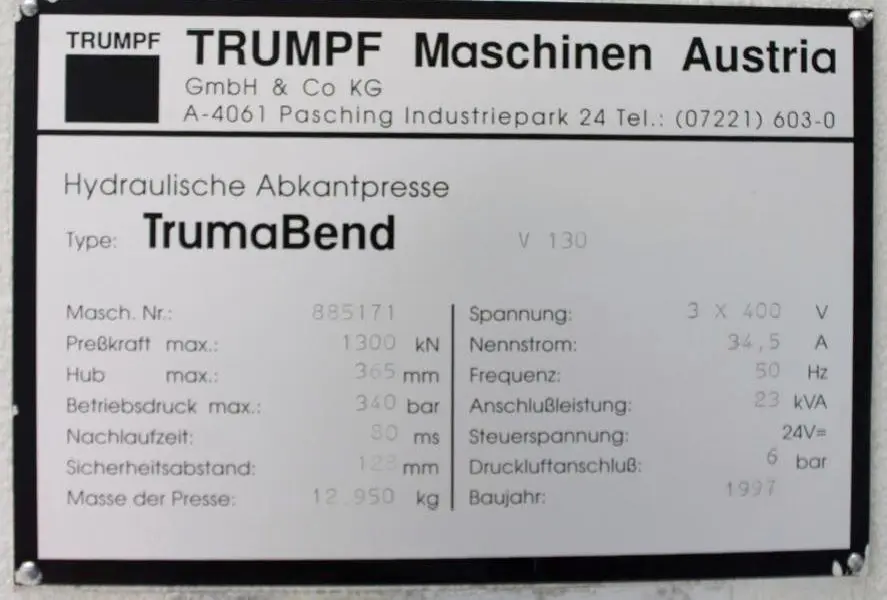 TRUMPF
TRUMPF Maschinen Austria
GmbH & Co KG
A-4061 Pasching Industriepark 24 Tel.: (07221) 603-0
Hydraulische Abkantpresse
Type: TrumaBend V 130
Masch. Nr.: 885171
Preßkraft max.: 1300 kN
Hub max.: 365 mm
Betriebsdruck max.: 340 bar
Nachlaufzeit: ms
Sicherheitsabstand: mm
Masse der Presse: 12.950 kg
Spannung: 3 X 400 V
Nennstrom: 34,5 A
Frequenz: 50 Hz
Anschlußleistung: 23 kVA
Steuerspannung: 24V=
Druckluftanschluß: 6 bar
Baujahr: 1997